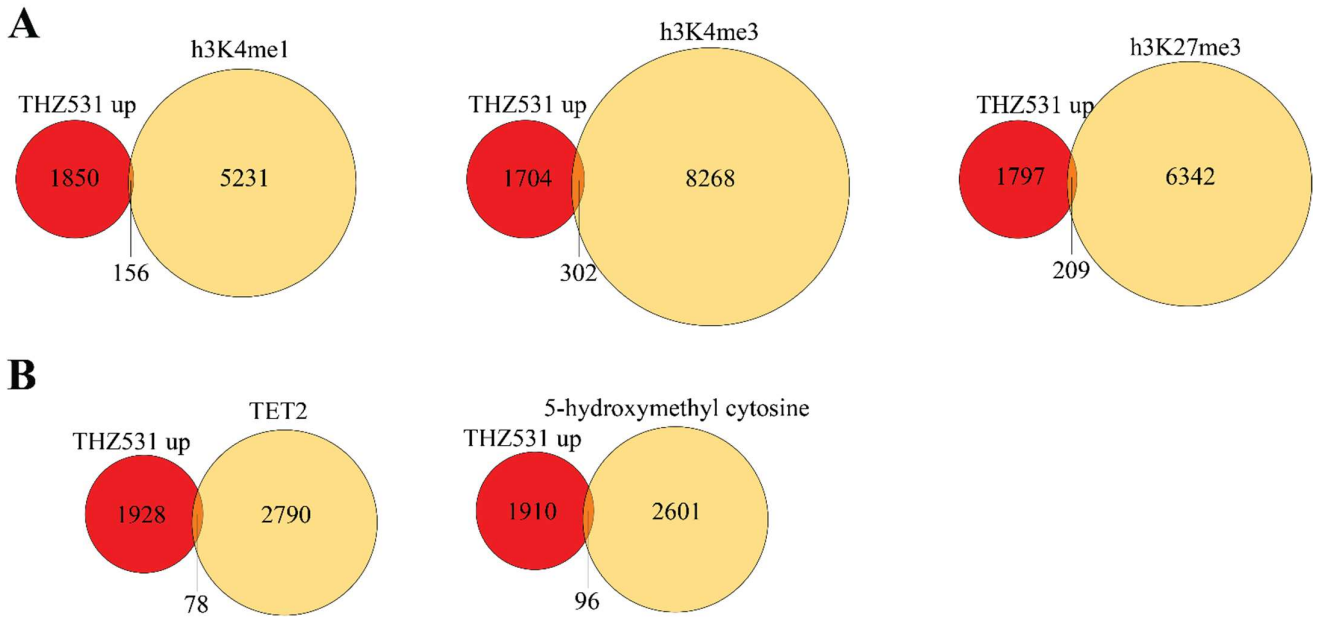 A
h3K4me1
THZ531 up
1850
5231
156
h3K4me3
THZ531 up
1704
8268
302
h3K27me3
THZ531 up
1797
6342
209
B
TET2
THZ531 up
1928
2790
78
5-hydroxymethyl cytosine
THZ531 up
1910
2601
96